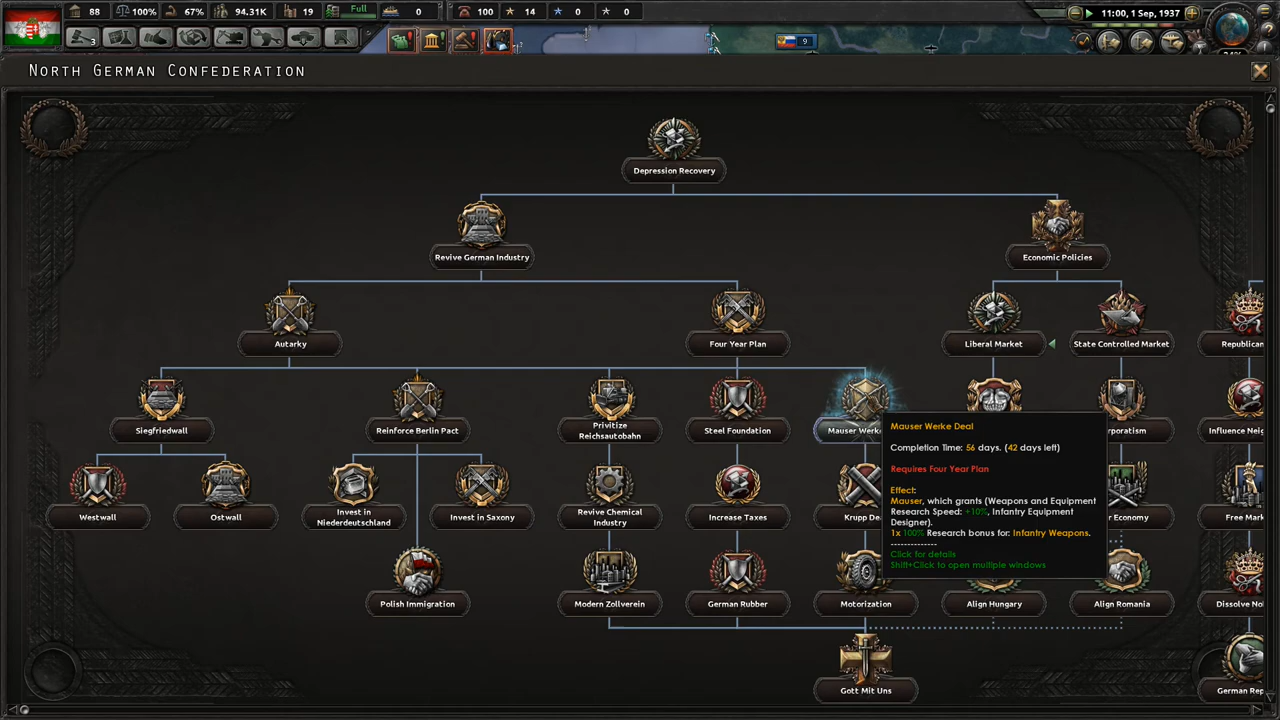 88 100% 67% 94.31K 19 Full 0 100 14 0 0 11:00, 1 Sep, 1937
9
NORTH GERMAN CONFEDERATION
Depression Recovery
Revive German Industry
Economic Policies
Autarky
Four Year Plan
Liberal Market
State Controlled Market
Republican
Siegfriedwall
Reinforce Berlin Pact
Privitize
Reichsautobahn
Steel Foundation
Mauser Werke
orporatism
Influence Neig
Mauser Werke Deal
Completion Time: 56 days. (42 days left)
Requires Four Year Plan
Effect:
Mauser, which grants (Weapons and Equipment
Research Speed: +10%, Infantry Equipment
Designer).
1x 100% Research bonus for: Infantry Weapons.
--------------
Click for details
Shift+Click to open multiple windows
Westwall
Ostwall
Invest in
Niederdeutschland
Invest in Saxony
Revive Chemical
Industry
Increase Taxes
Krupp Dea
r Economy
Free Mark
Polish Immigration
Modern Zollverein
German Rubber
Motorization
Align Hungary
Align Romania
Dissolve No
Gott Mit Uns
German Rep